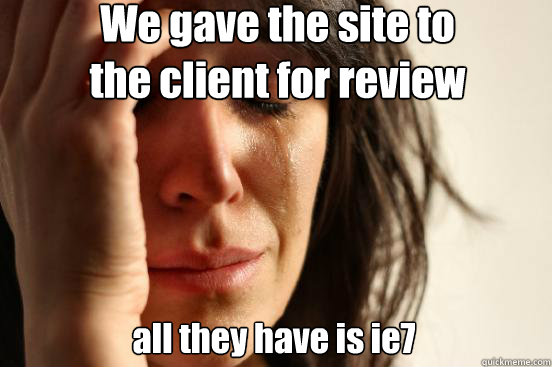 We gave the site to
the client for review
all they have is ie7
quickmeme.com